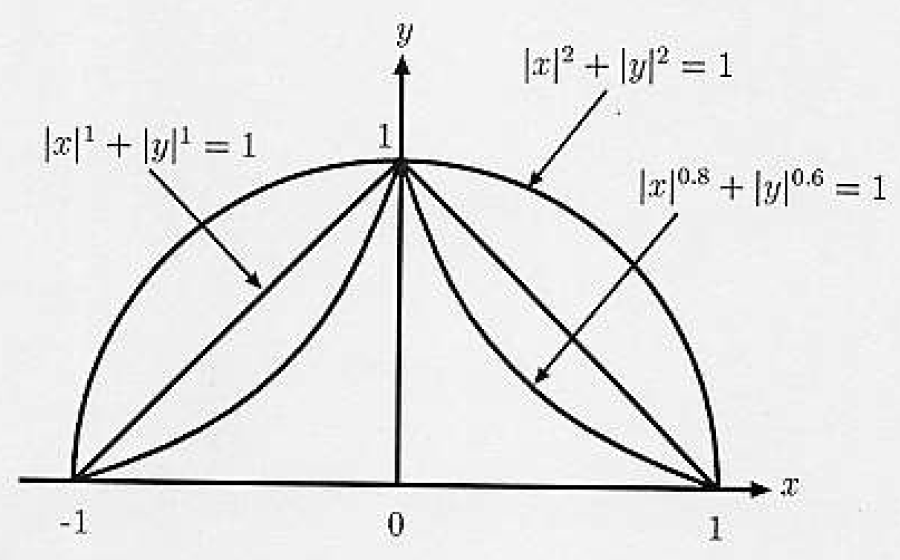 y
|x|² + |y|² = 1
1
|x|¹ + |y|¹ = 1
|x|^0.8 + |y|^0.6 = 1
x
-1 0 1